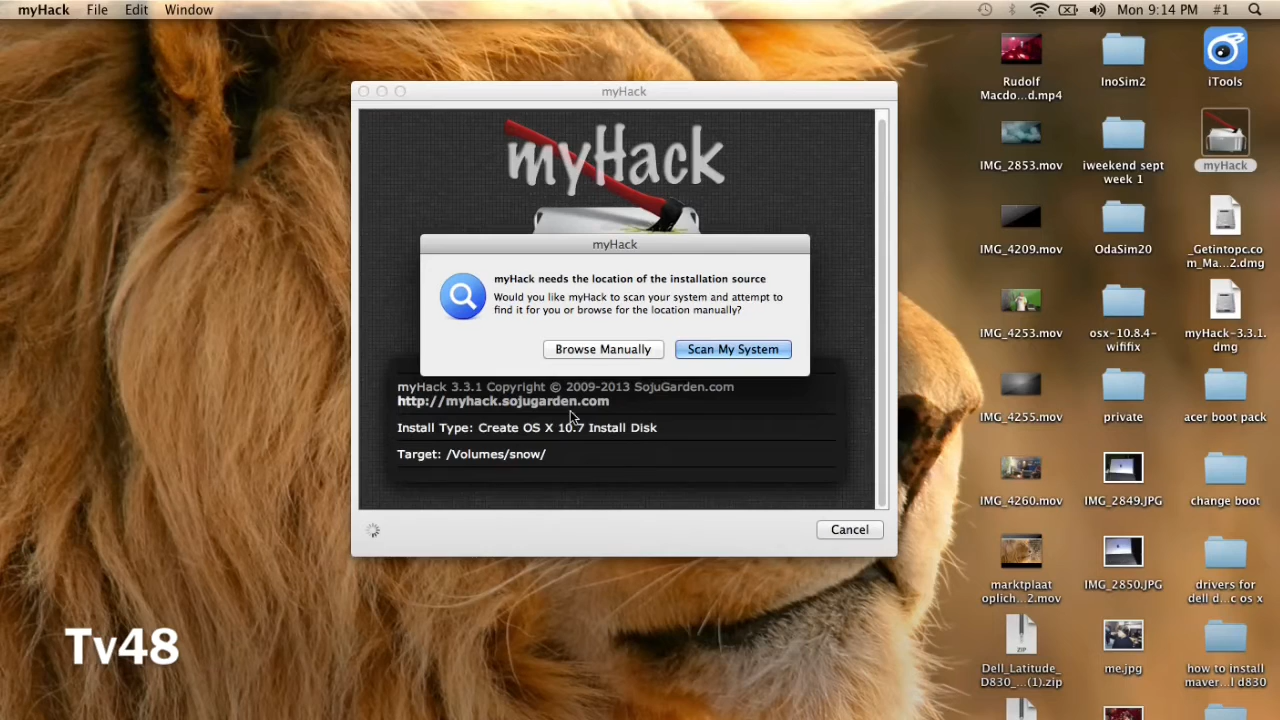 myHack File Edit Window
Mon 9:14 PM #1
myHack
myHack
myHack
myHack needs the location of the installation source
Would you like myHack to scan your system and attempt to
find it for you or browse for the location manually?
Browse Manually
Scan My System
myHack 3.3.1 Copyright © 2009-2013 SojuGarden.com
http://myhack.sojugarden.com
Install Type: Create OS X 10.7 Install Disk
Target: /Volumes/snow/
Cancel
Rudolf
Macdo...d.mp4
InoSim2
iTools
IMG_2853.mov
iweekend sept
week 1
myHack
IMG_4209.mov
OdaSim20
_Getintopc.co
m_Ma...2.dmg
IMG_4253.mov
osx-10.8.4-
wififix
myHack-3.3.1.
dmg
IMG_4255.mov
private
acer boot pack
IMG_4260.mov
IMG_2849.JPG
change boot
marktplaat
oplich...2.mov
IMG_2850.JPG
drivers for
dell d...c os x
ZIP
Dell_Latitude_
D830_...(1).zip
me.jpg
how to install
maver...l d830
Tv48